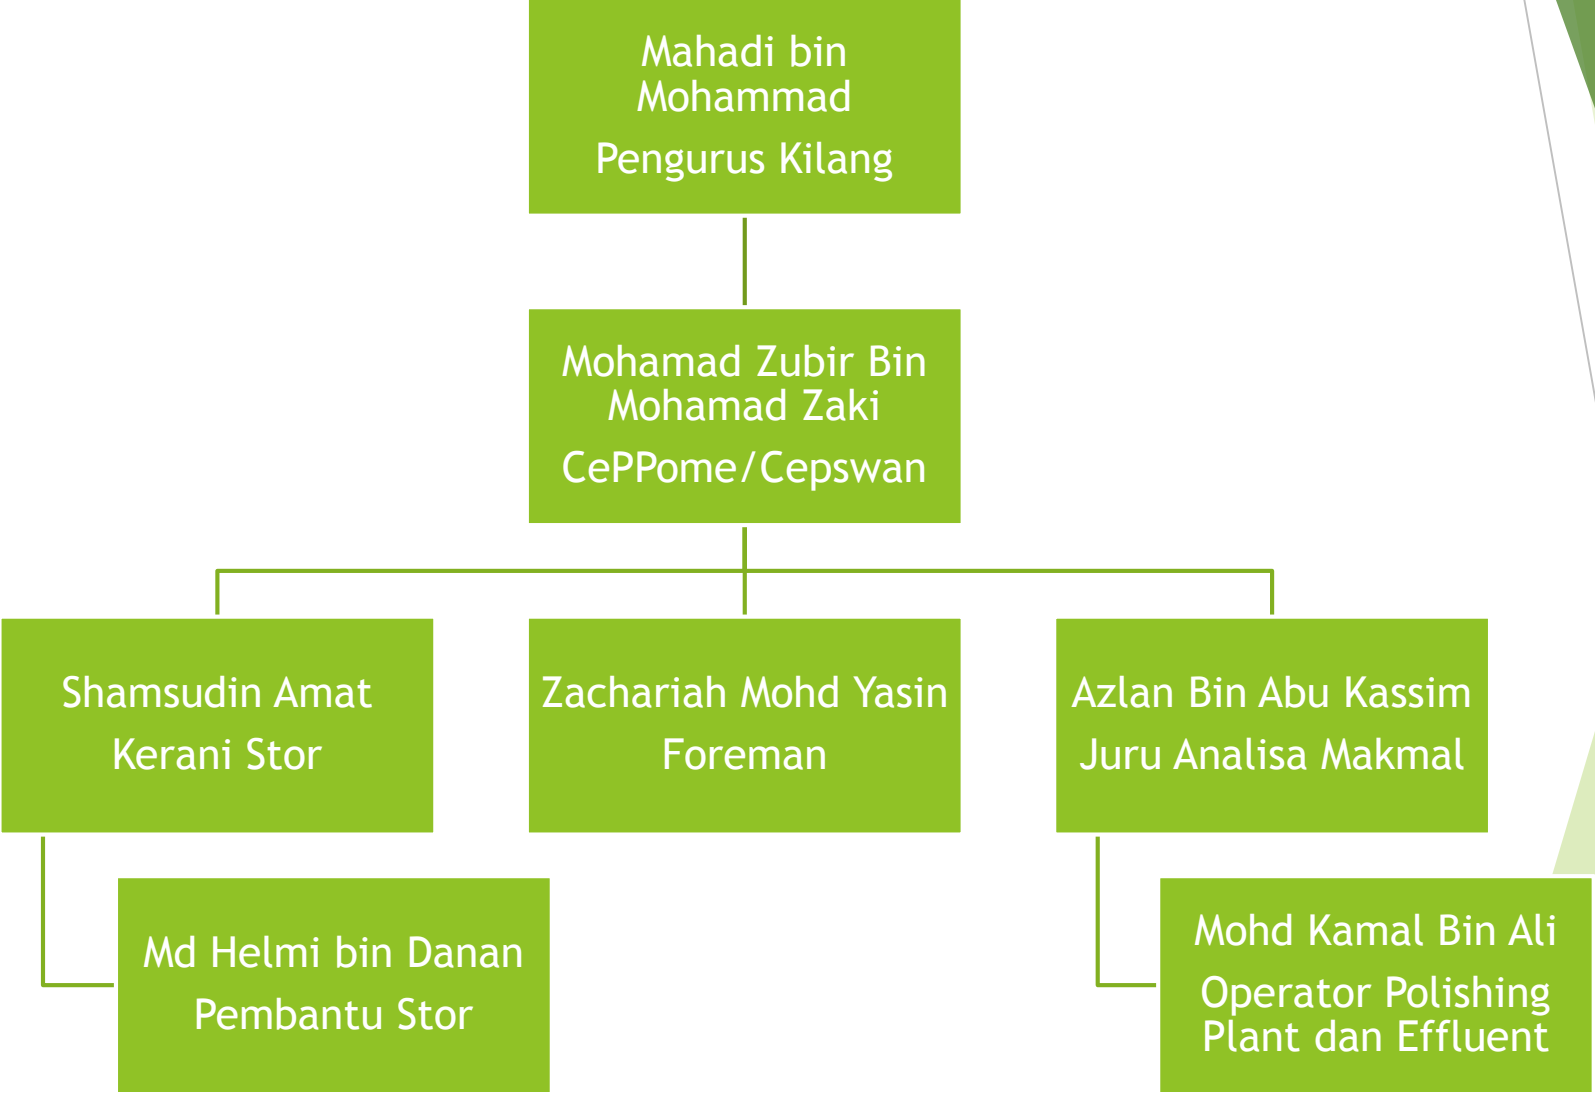 Mahadi bin
Mohammad
Pengurus Kilang
Mohamad Zubir Bin
Mohamad Zaki
CePPome/Cepswan
Shamsudin Amat
Kerani Stor
Zachariah Mohd Yasin
Foreman
Azlan Bin Abu Kassim
Juru Analisa Makmal
Md Helmi bin Danan
Pembantu Stor
Mohd Kamal Bin Ali
Operator Polishing
Plant dan Effluent